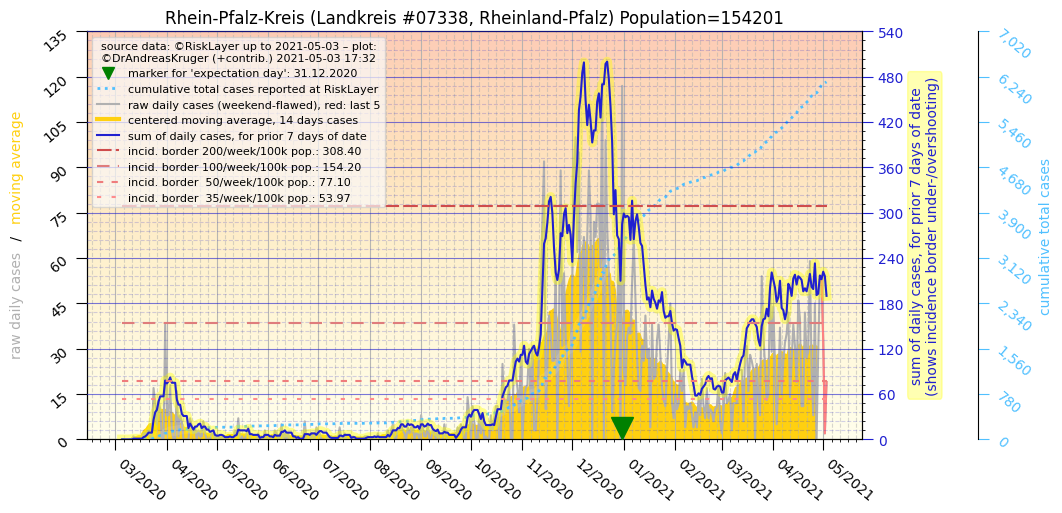 Rhein-Pfalz-Kreis (Landkreis #07338, Rheinland-Pfalz) Population=154201
source data: ©RiskLayer up to 2021-05-03 – plot:
©DrAndreasKruger (+contrib.) 2021-05-03 17:32
marker for 'expectation day': 31.12.2020
cumulative total cases reported at RiskLayer
raw daily cases (weekend-flawed), red: last 5
centered moving average, 14 days cases
sum of daily cases, for prior 7 days of date
incid. border 200/week/100k pop.: 308.40
incid. border 100/week/100k pop.: 154.20
incid. border  50/week/100k pop.: 77.10
incid. border  35/week/100k pop.: 53.97
raw daily cases  /  moving average
135
120
105
90
75
60
45
30
15
0
03/2020
04/2020
05/2020
06/2020
07/2020
08/2020
09/2020
10/2020
11/2020
12/2020
01/2021
02/2021
03/2021
04/2021
05/2021
540
480
420
360
300
240
180
120
60
0
sum of daily cases, for prior 7 days of date
(shows incidence border under-/overshooting)
7,020
6,240
5,460
4,680
3,900
3,120
2,340
1,560
780
0
cumulative total cases